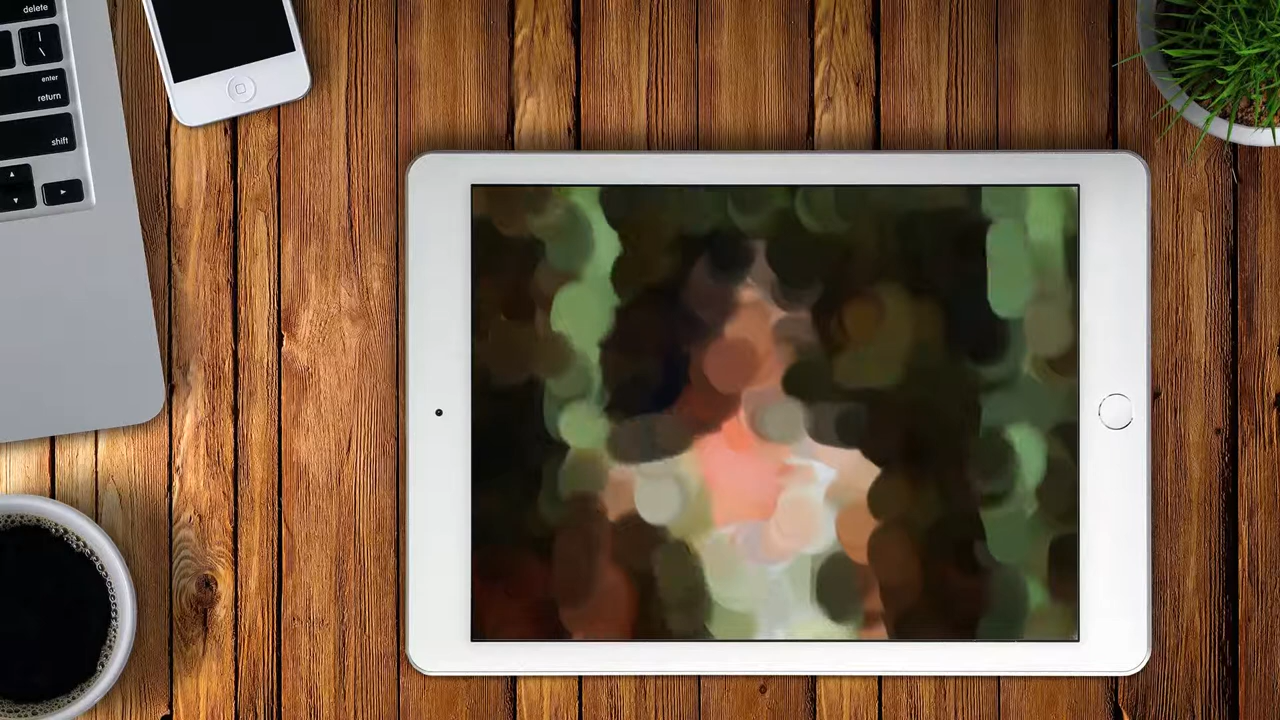 delete
|
\
enter
return
shift